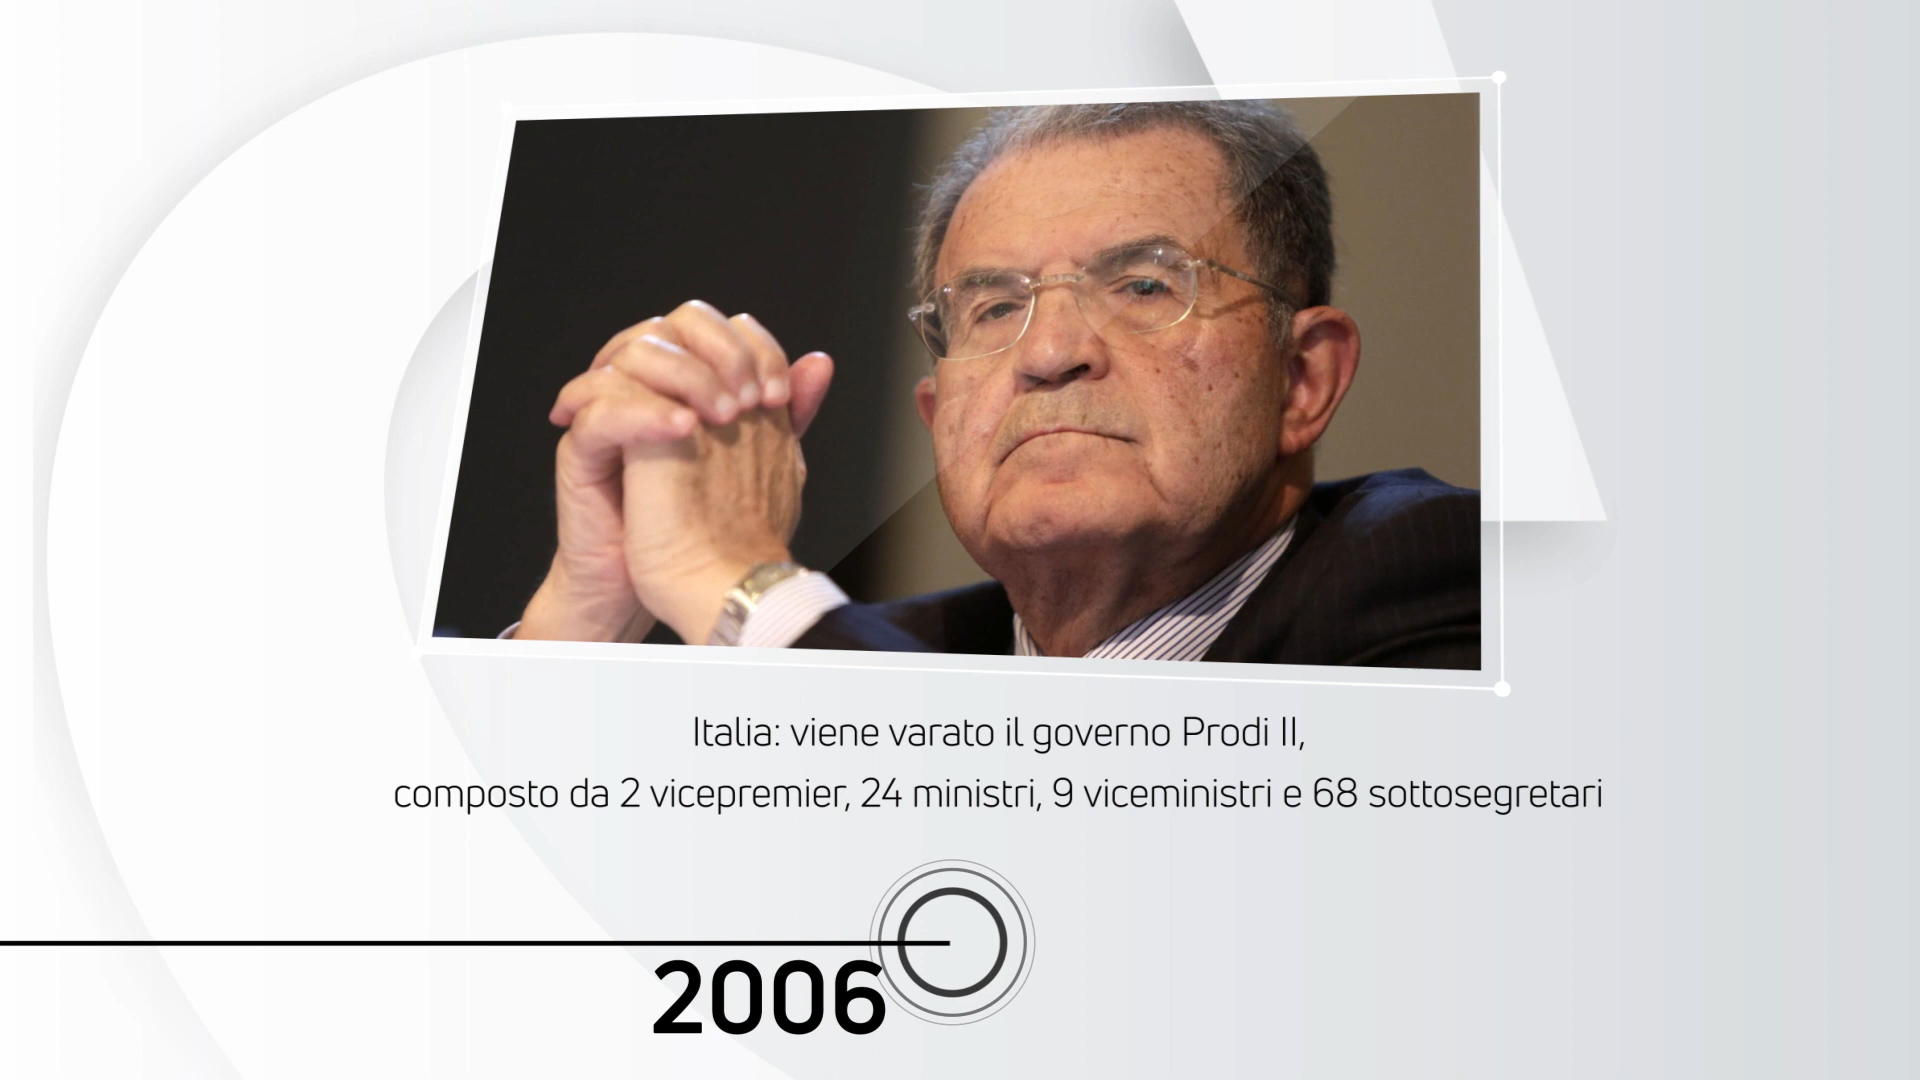 Italia: viene varato il governo Prodi II,
composto da 2 vicepremier, 24 ministri, 9 viceministri e 68 sottosegretari
2006